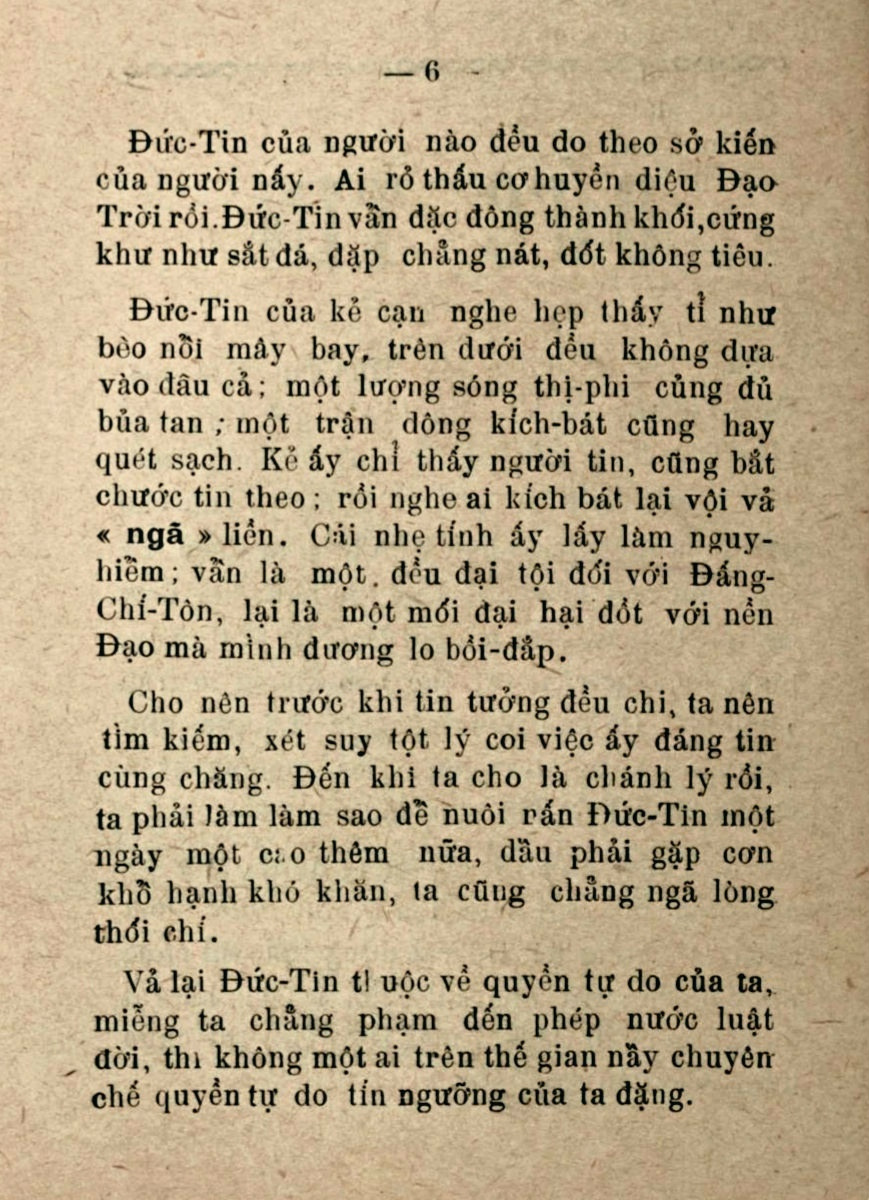 — 6 -
Đức-Tin của người nào đều do theo sở kiến
của người nấy. Ai rỏ thấu cơ huyền diệu Đạo
Trời rồi. Đức-Tin vẫn dặc đông thành khối, cứng
khư như sắt đá, dặp chẳng nát, đốt không tiêu.
Đức-Tin của kẻ cạn nghe hẹp thấy tỉ như
bèo nổi mây bay, trên dưới đều không dựa
vào dâu cả; một lượng sóng thị-phi củng đủ
bủa tan ; một trận dông kích-bát cũng hay
quét sạch. Kẻ ấy chỉ thấy người tin, cũng bắt
chước tin theo ; rồi nghe ai kích bát lại vội vả
« ngã » liền. Cái nhẹ tính ấy lấy làm nguy-
hiềm ; vẫn là một. đều đại tội đối với Đấng-
Chí-Tôn, lại là một mối đại hại đốt với nền
Đạo mà mình đương lo bồi-đắp.
Cho nên trước khi tin tưởng đều chi, ta nên
tìm kiếm, xét suy tột lý coi việc ấy đáng tin
cùng chăng. Đến khi ta cho là chánh lý rồi,
ta phải làm làm sao đề nuôi rấn Đức-Tin một
ngày một cao thêm nữa, dầu phải gặp cơn
khổ hạnh khó khăn, ta cũng chẳng ngã lòng
thối chí.
Vả lại Đức-Tin thuộc về quyền tự do của ta,
miễng ta chẳng phạm đến phép nước luật
đời, thì không một ai trên thế gian nầy chuyên
chế quyền tự do tín ngưỡng của ta đặng.